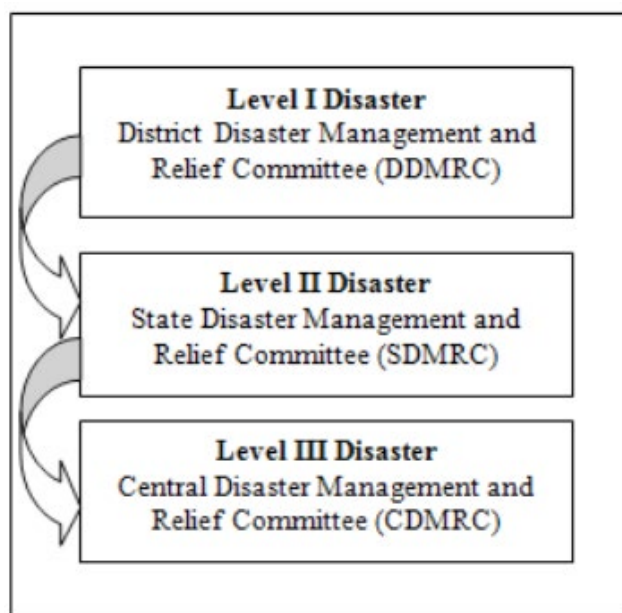 Level I Disaster
District Disaster Management and
Relief Committee (DDMRC)
Level II Disaster
State Disaster Management and
Relief Committee (SDMRC)
Level III Disaster
Central Disaster Management and
Relief Committee (CDMRC)